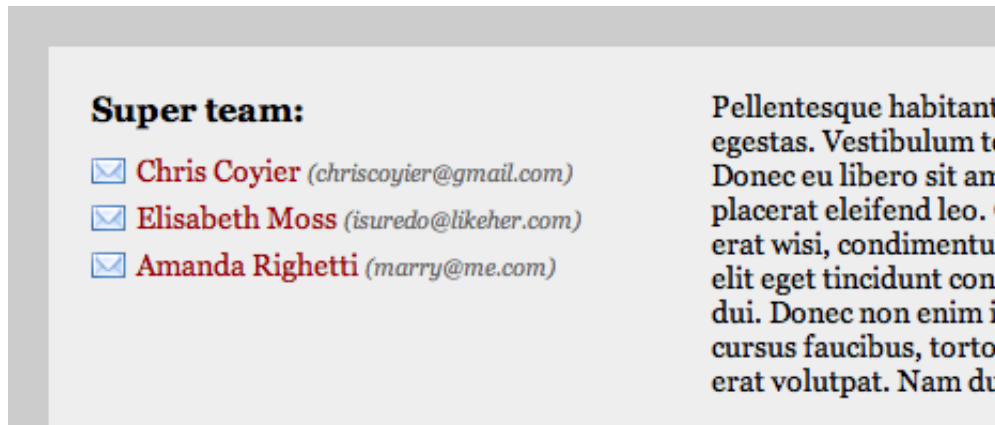 Super team:
Chris Coyier (chriscoyier@gmail.com)
Elisabeth Moss (isuredo@likeher.com)
Amanda Righetti (marry@me.com)
Pellentesque habitant
egestas. Vestibulum
Donec eu libero sit
placerat eleifend leo.
erat wisi,
elit eget tincidunt
dui. Donec non enim
cursus faucibus,
erat volutpat. Nam